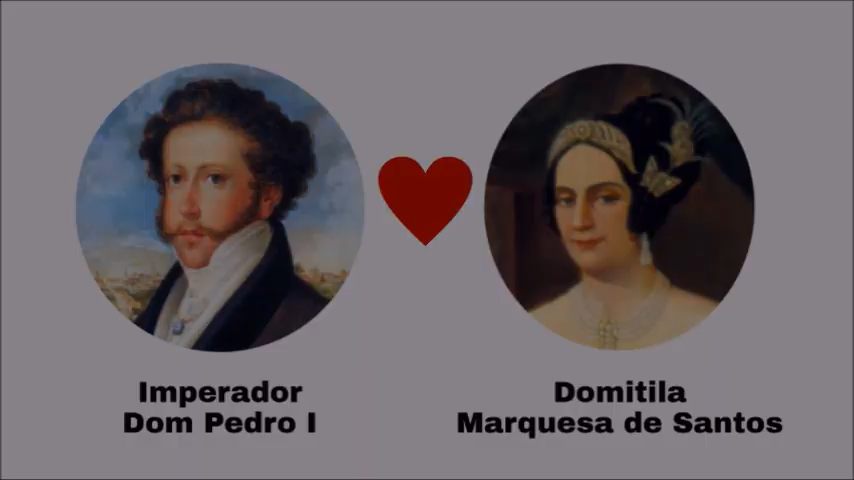 Imperador
Dom Pedro I
Domitila
Marquesa de Santos